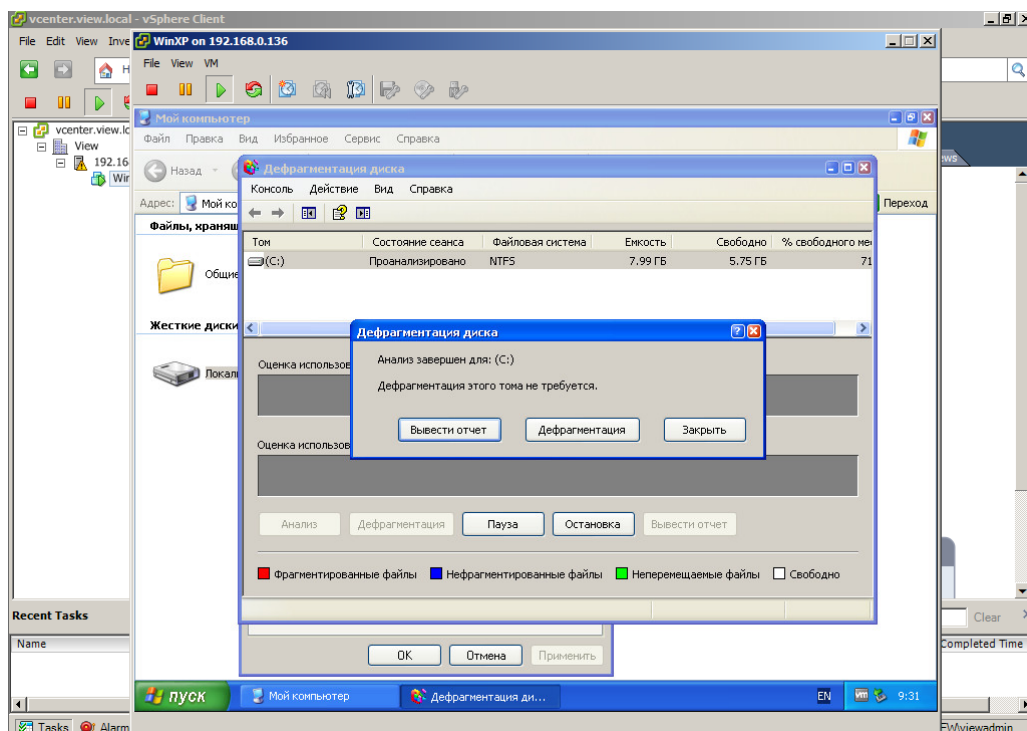 vcenter.view.local - vSphere Client
File Edit View Inve
WinXP on 192.168.0.136
File View VM
vcenter.view.lc
View
192.16
Wir
Мой компьютер
Файл Правка Вид Избранное Сервис Справка
Назад
Адрес: Мой ко
Переход
ws
Файлы, хранящ
Общие
Жесткие диски
Локалі
Дефрагментация диска
Консоль Действие Вид Справка
Том Состояние сеанса Файловая система Емкость Свободно % свободного ме
(C:) Проанализировано NTFS 7.99 ГБ 5.75 ГБ 71
Оценка использов
Дефрагментация диска
Анализ завершен для: (C:)
Дефрагментация этого тома не требуется.
Вывести отчет Дефрагментация Закрыть
Оценка использов
Анализ Дефрагментация Пауза Остановка Вывести отчет
Фрагментированные файлы Нефрагментированные файлы Неперемещаемые файлы Свободно
OK Отмена Применить
пуск Мой компьютер Дефрагментация ди... EN 9:31
Recent Tasks
Clear
Name
Completed Time
Tasks Alarm
EW\viewadmin